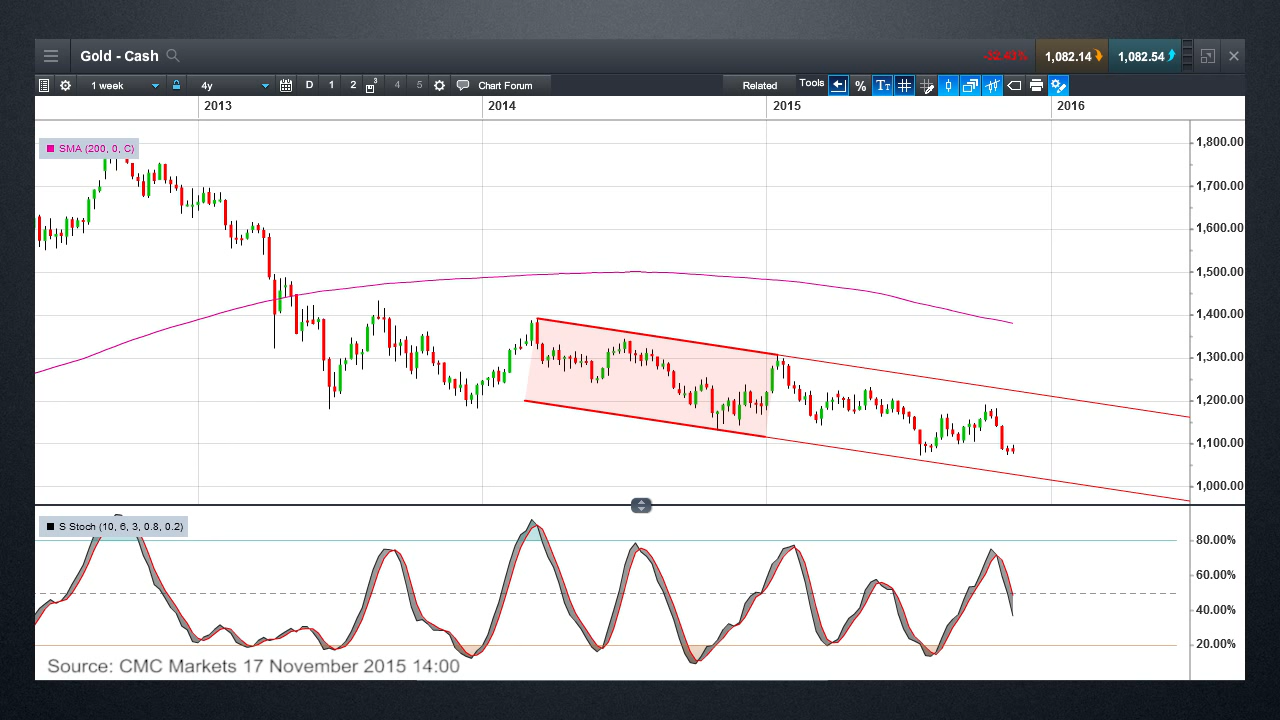 Gold - Cash
-32.41% 1,082.14 1,082.54
1 week 4y D 1 2 3 4 5 Chart Forum Related Tools % TT
2013 2014 2015 2016
SMA (200, 0, C)
1,800.00
1,700.00
1,600.00
1,500.00
1,400.00
1,300.00
1,200.00
1,100.00
1,000.00
S Stoch (10, 6, 3, 0.8, 0.2)
80.00%
60.00%
40.00%
20.00%
Source: CMC Markets 17 November 2015 14:00